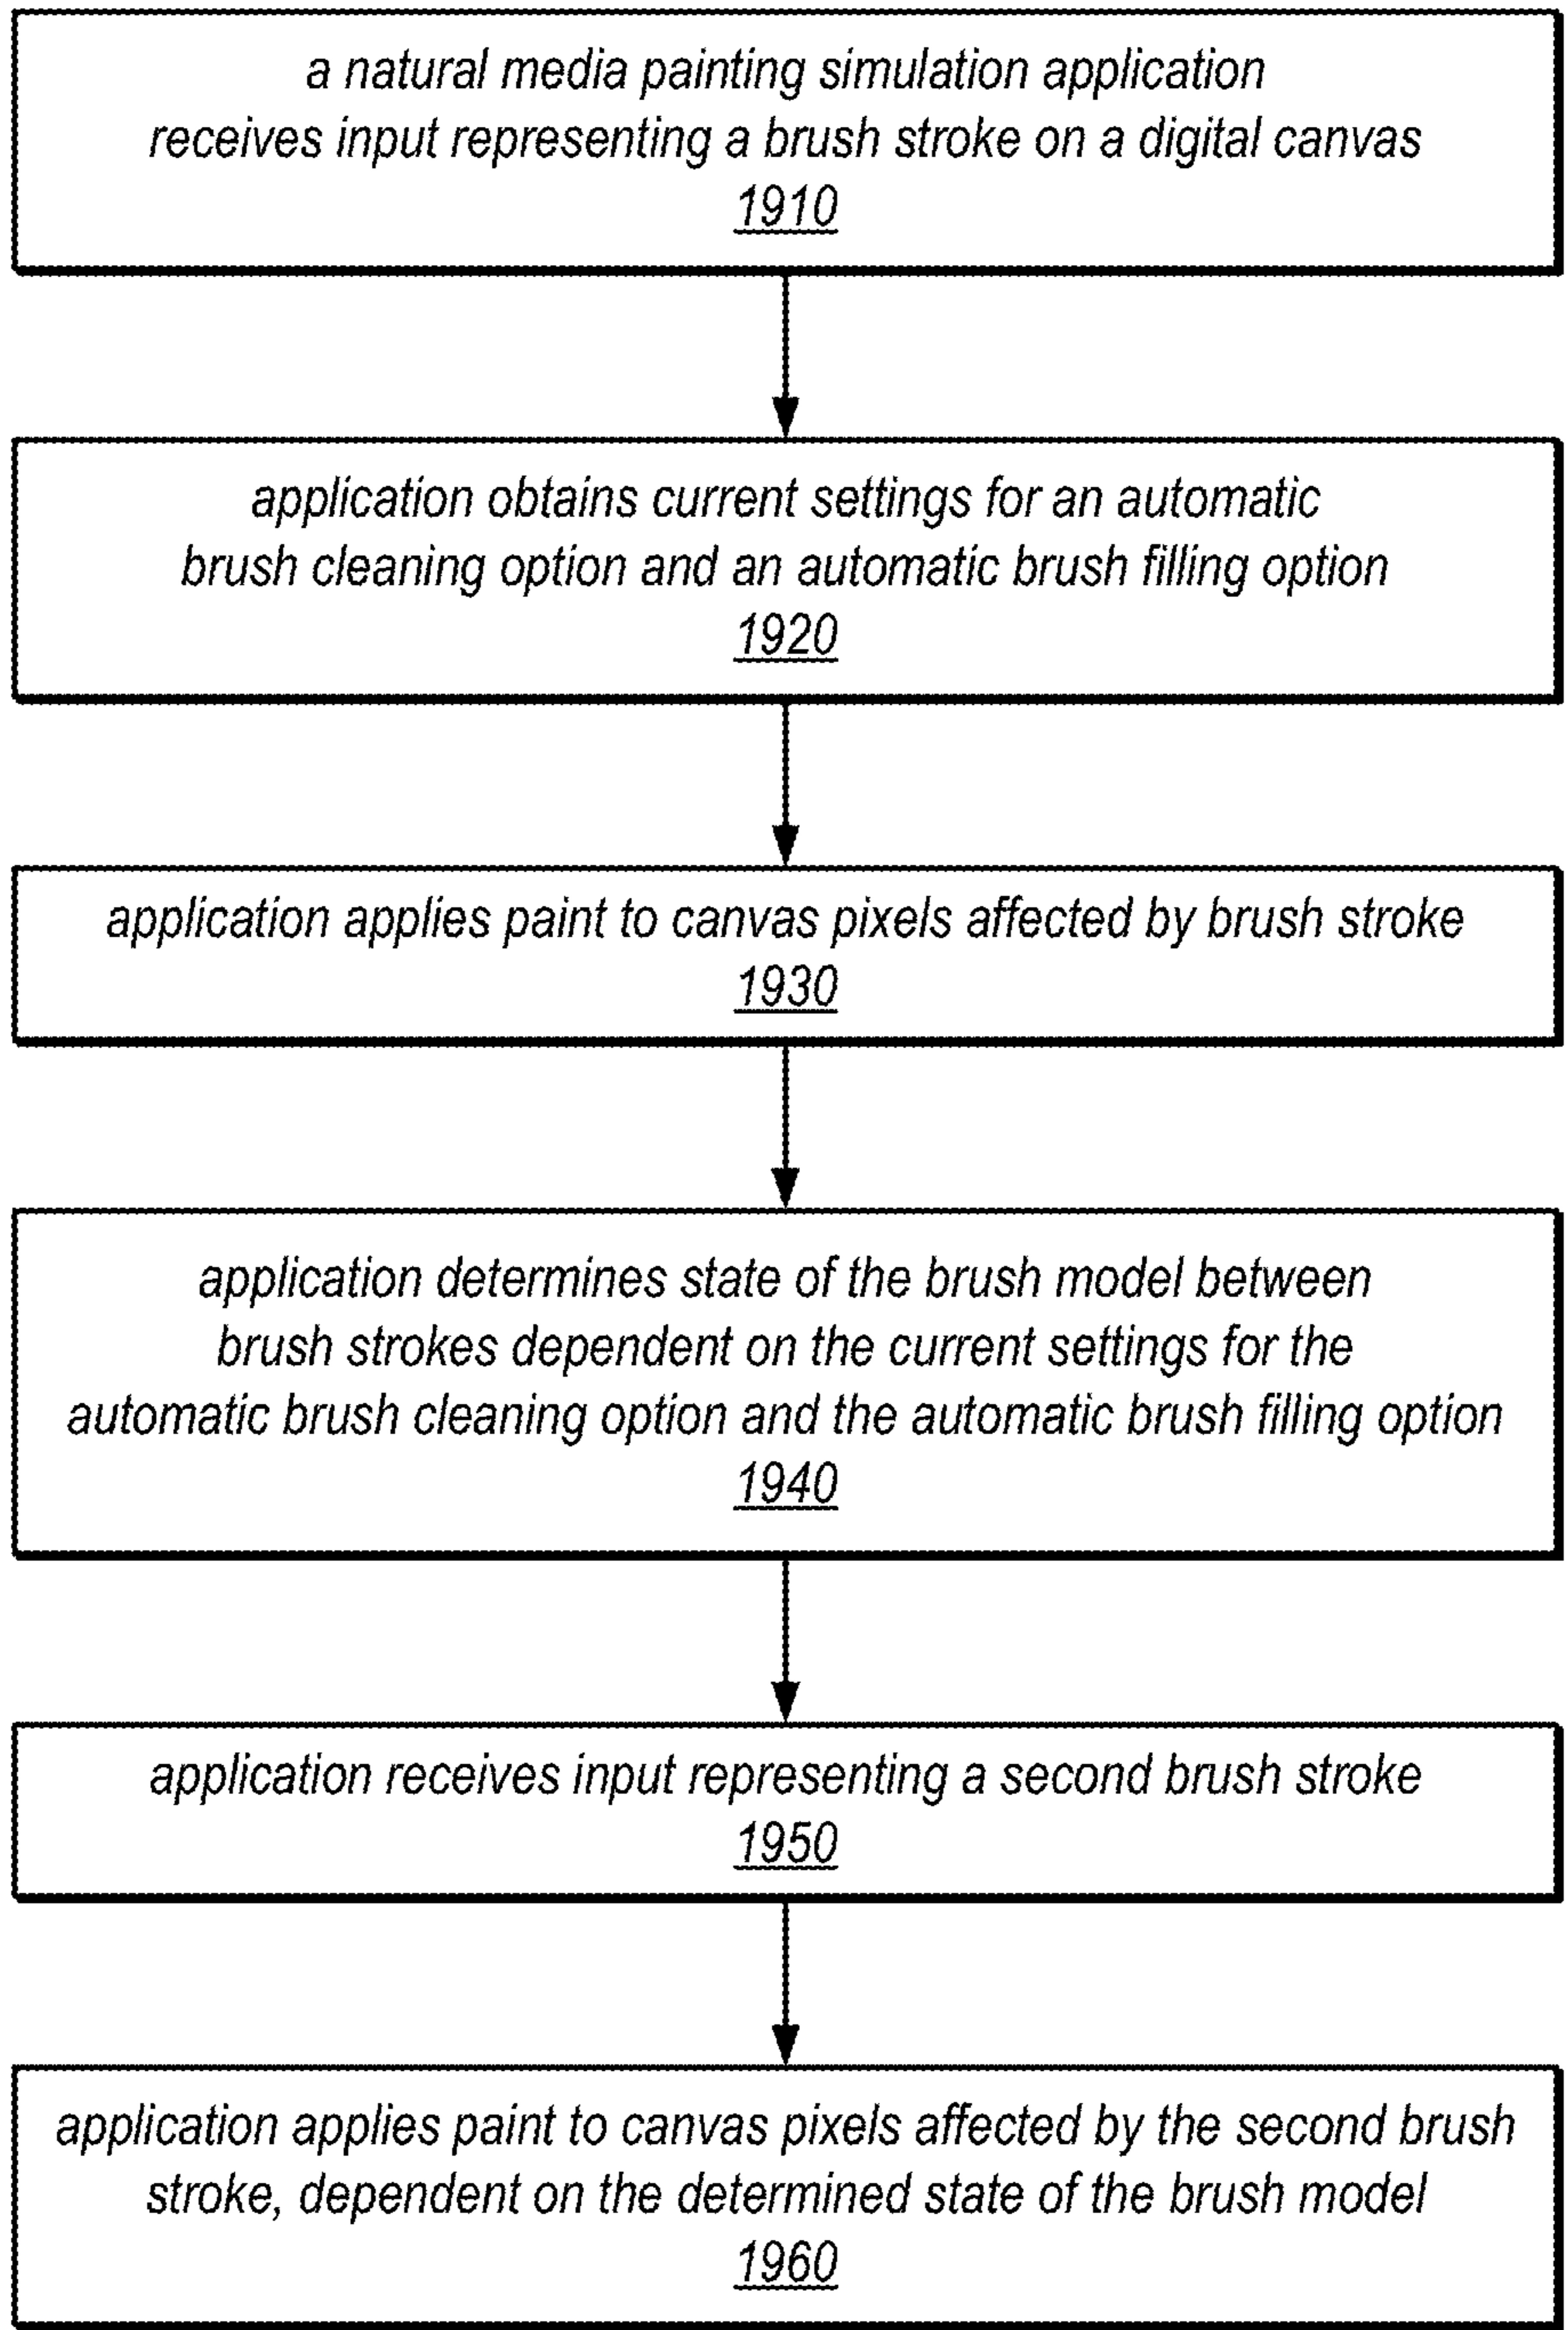 a natural media painting simulation application
receives input representing a brush stroke on a digital canvas
1910
application obtains current settings for an automatic
brush cleaning option and an automatic brush filling option
1920
application applies paint to canvas pixels affected by brush stroke
1930
application determines state of the brush model between
brush strokes dependent on the current settings for the
automatic brush cleaning option and the automatic brush filling option
1940
application receives input representing a second brush stroke
1950
application applies paint to canvas pixels affected by the second brush
stroke, dependent on the determined state of the brush model
1960